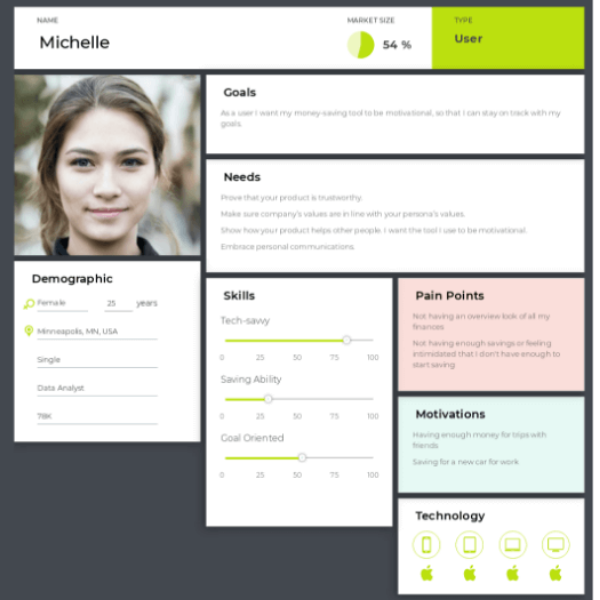 NAME
Michelle
MARKET SIZE
54 %
TYPE
User
Goals
As a user I want my money-saving tool to be motivational, so that I can stay on track with my
goals.
Needs
Prove that your product is trustworthy.
Make sure company's values are in line with your persona's values.
Show how your product helps other people. I want the tool I use to be motivational.
Embrace personal communications.
Demographic
Female 25 years
Minneapolis, MN, USA
Single
Data Analyst
78K
Skills
Tech-savvy
0 25 50 75 100
Saving Ability
0 25 50 75 100
Goal Oriented
0 25 50 75 100
Pain Points
Not having an overview look of all my
finances
Not having enough savings or feeling
intimidated that I don't have enough to
start saving
Motivations
Having enough money for trips with
friends
Saving for a new car for work
Technology